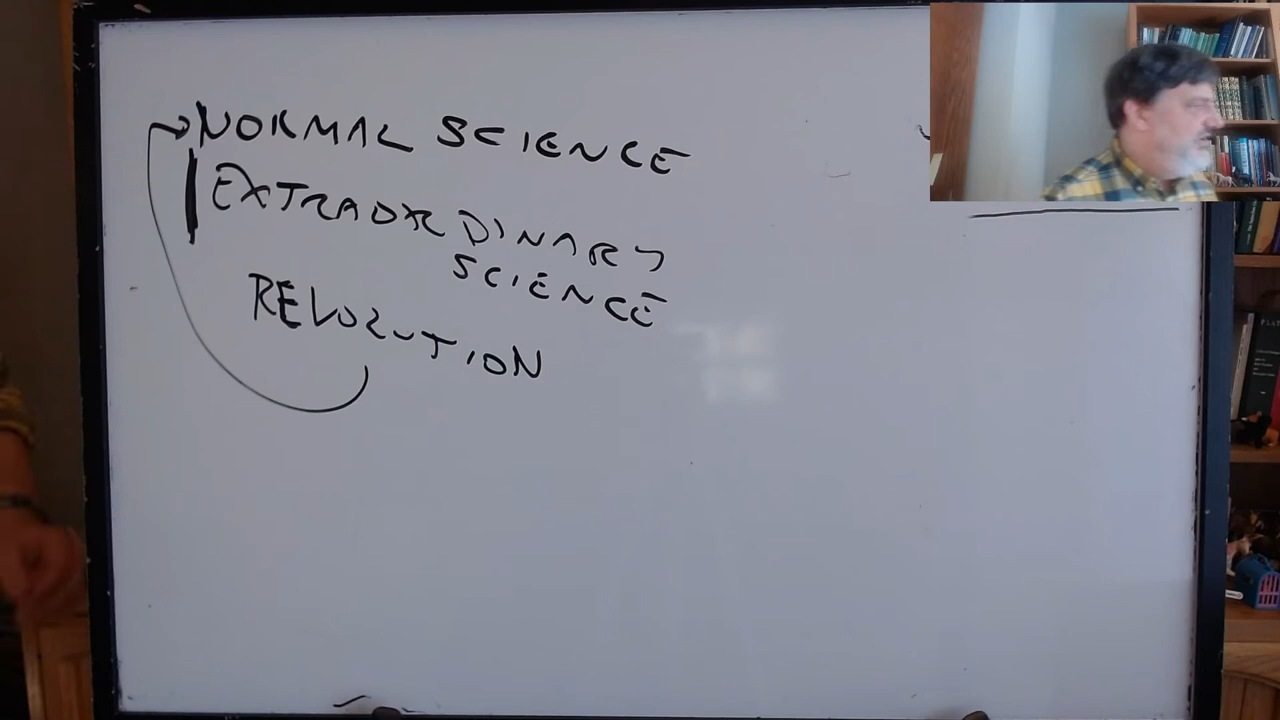 NORMAL SCIENCE
EXTRAORDINARY
SCIENCE
REVOLUTION